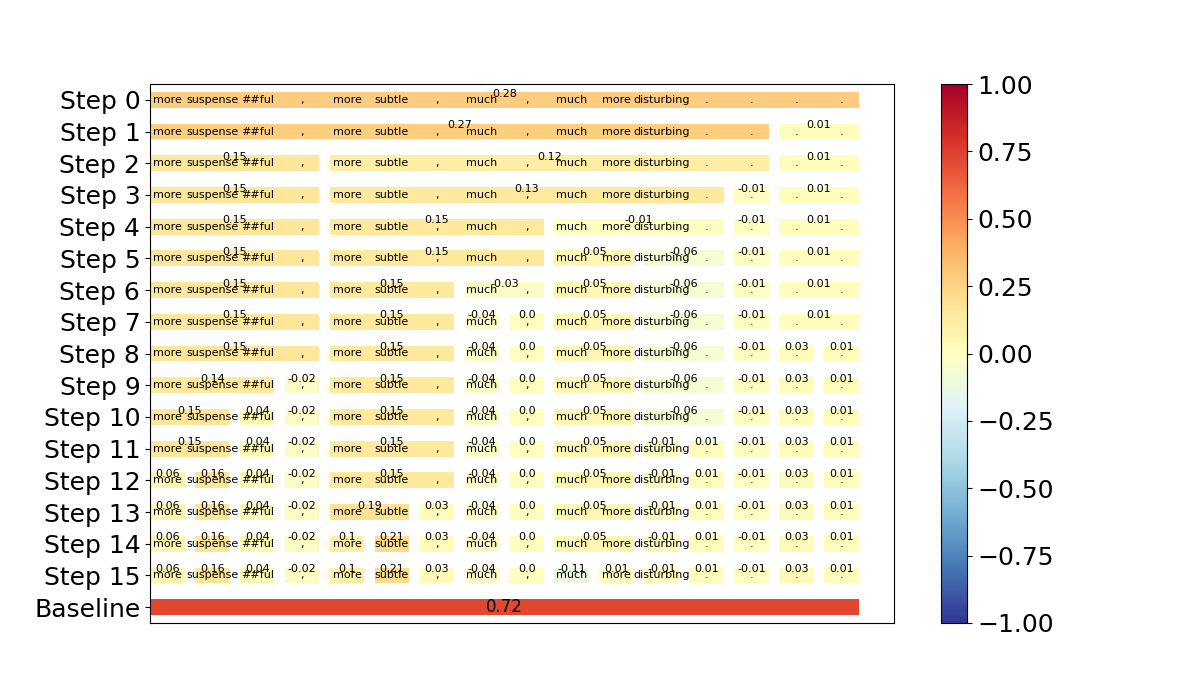 0.28
Step 0 more suspense ##ful , more subtle , much , much more disturbing . . . .
0.27 0.01
Step 1 more suspense ##ful , more subtle , much , much more disturbing . . . .
0.15 0.12 0.01
Step 2 more suspense ##ful , more subtle , much , much more disturbing . . . .
0.15 0.13 -0.01 0.01
Step 3 more suspense ##ful , more subtle , much , much more disturbing . . . .
0.15 0.15 -0.01 -0.01 0.01
Step 4 more suspense ##ful , more subtle , much , much more disturbing . . . .
0.15 0.15 0.05 -0.06 -0.01 0.01
Step 5 more suspense ##ful , more subtle , much , much more disturbing . . . .
0.15 0.15 -0.03 0.05 -0.06 -0.01 0.01
Step 6 more suspense ##ful , more subtle , much , much more disturbing . . . .
0.15 0.15 -0.04 0.0 0.05 -0.06 -0.01 0.01
Step 7 more suspense ##ful , more subtle , much , much more disturbing . . . .
0.15 0.15 -0.04 0.0 0.05 -0.06 -0.01 0.03 0.01
Step 8 more suspense ##ful , more subtle , much , much more disturbing . . . .
0.14 -0.02 0.15 -0.04 0.0 0.05 -0.06 -0.01 0.03 0.01
Step 9 more suspense ##ful , more subtle , much , much more disturbing . . . .
0.15 0.04 -0.02 0.15 -0.04 0.0 0.05 -0.06 -0.01 0.03 0.01
Step 10 more suspense ##ful , more subtle , much , much more disturbing . . . .
0.15 0.04 -0.02 0.15 -0.04 0.0 0.05 -0.01 0.01 -0.01 0.03 0.01
Step 11 more suspense ##ful , more subtle , much , much more disturbing . . . .
0.06 0.16 0.04 -0.02 0.15 -0.04 0.0 0.05 -0.01 0.01 -0.01 0.03 0.01
Step 12 more suspense ##ful , more subtle , much , much more disturbing . . . .
0.06 0.16 0.04 -0.02 0.19 0.03 -0.04 0.0 0.05 -0.01 0.01 -0.01 0.03 0.01
Step 13 more suspense ##ful , more subtle , much , much more disturbing . . . .
0.06 0.16 0.04 -0.02 0.1 0.21 0.03 -0.04 0.0 0.05 -0.01 0.01 -0.01 0.03 0.01
Step 14 more suspense ##ful , more subtle , much , much more disturbing . . . .
0.06 0.16 0.04 -0.02 0.1 0.21 0.03 -0.04 0.0 -0.11 0.01 -0.01 0.01 -0.01 0.03 0.01
Step 15 more suspense ##ful , more subtle , much , much more disturbing . . . .
Baseline 0.72
1.00
0.75
0.50
0.25
0.00
−0.25
−0.50
−0.75
−1.00